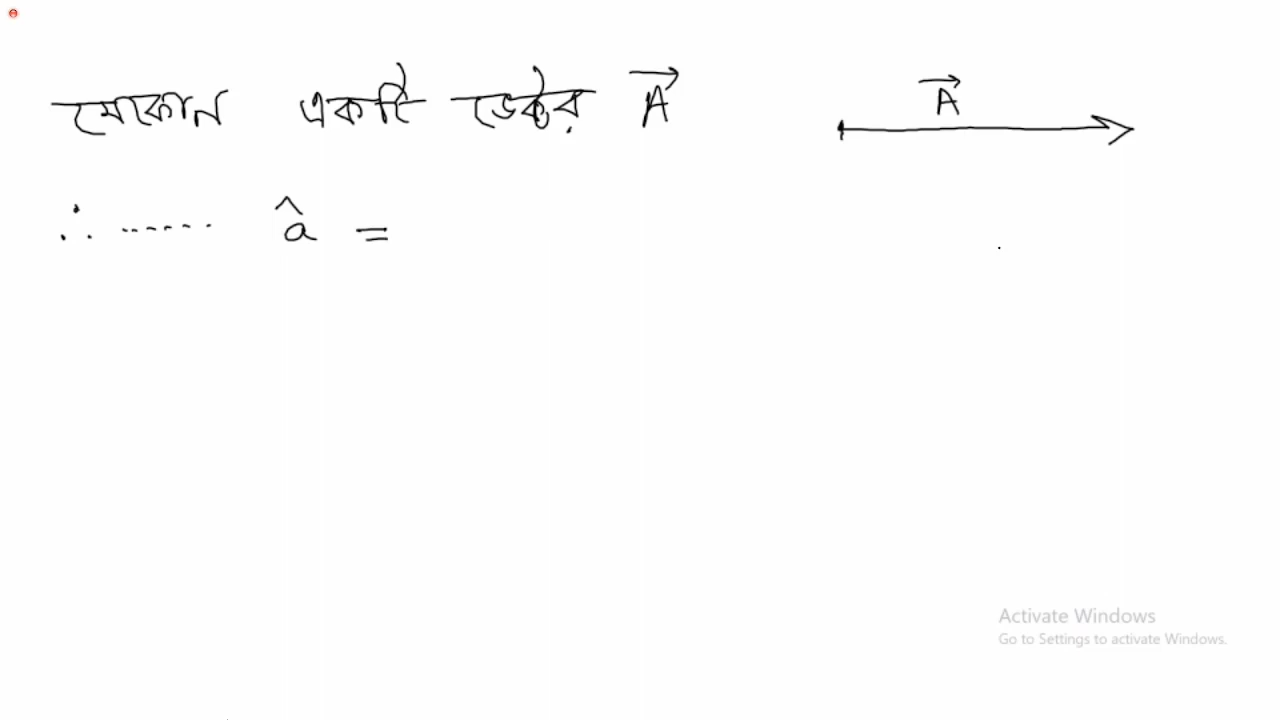 যেকোন একটি ভেক্টর A⃗
A⃗
∴ ...... â =
Activate Windows
Go to Settings to activate Windows.